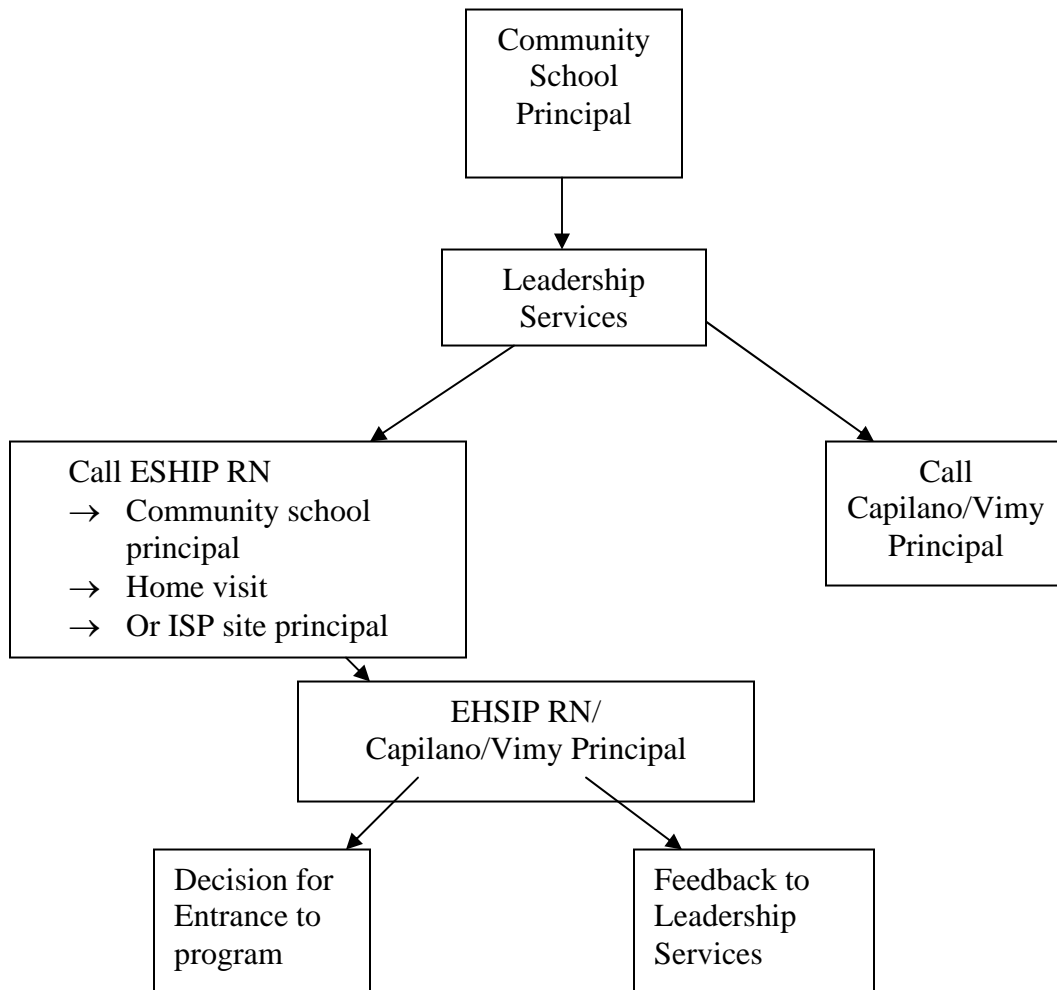 Community
School
Principal
Leadership
Services
Call ESHIP RN
→ Community school
principal
→ Home visit
→ Or ISP site principal
Call
Capilano/Vimy
Principal
EHSIP RN/
Capilano/Vimy Principal
Decision for
Entrance to
program
Feedback to
Leadership
Services